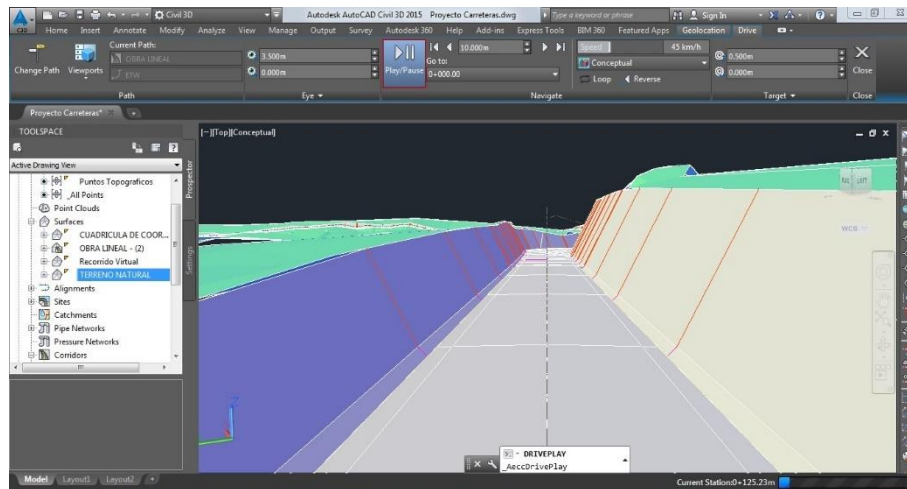 Civil 3D
Autodesk AutoCAD Civil 3D 2015 Proyecto Carreteras.dwg
Type a keyword or phrase
Sign In
Home Insert Annotate Modify Analyze View Manage Output Survey Autodesk 360 Help Add-ins Express Tools BIM 360 Featured Apps Geolocation Drive
Change Path
Viewports
Current Path:
OBRA LINEAL
ETW
Path
3.500m
0.000m
Eye
Play/Pause
10.000m
Go to:
0+000.00
Speed 45 km/h
Conceptual
Loop Reverse
Navigate
0.500m
0.000m
Target
Close
Close
Proyecto Carreteras*
TOOLSPACE
Active Drawing View
Puntos Topograficos
_All Points
Point Clouds
Surfaces
CUADRICULA DE COOR...
OBRA LINEAL - (2)
Recorrido Virtual
TERRENO NATURAL
Alignments
Sites
Catchments
Pipe Networks
Pressure Networks
Corridors
Prospector
Settings
[-][Top][Conceptual]
LEFT
WCS
Z
- DRIVEPLAY
_AeccDrivePlay
Model Layout1 Layout2
Current Station:0+125.23m